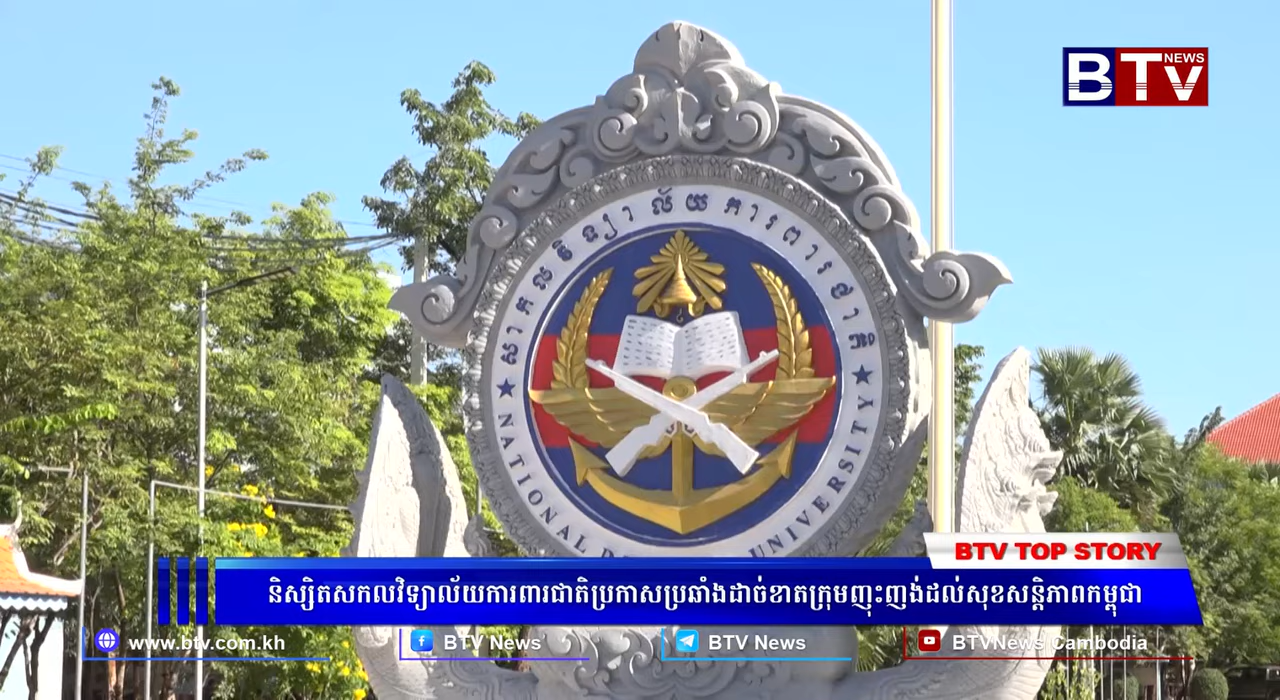 BTV NEWS
សាកលវិទ្យាល័យការពារជាតិ
NATIONAL D UNIVERSITY
BTV TOP STORY
និស្សិតសកលវិទ្យាល័យការពារជាតិប្រកាសប្រឆាំងដាច់ខាតក្រុមញុះញង់ដល់សុខសន្តិភាពកម្ពុជា
www.btv.com.kh
BTV News
BTV News
BTVNews Cambodia